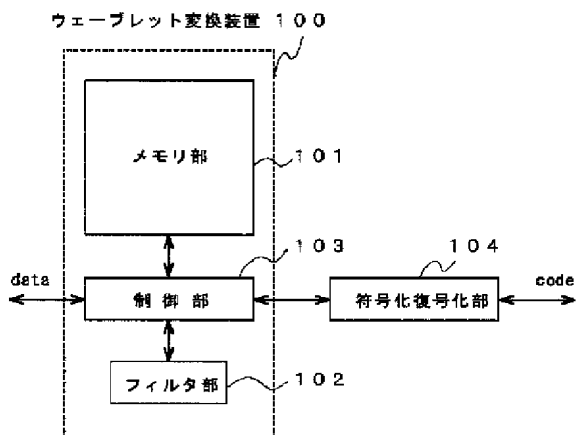 ウェーブレット変換装置 １００
メモリ部
１０１
１０３
１０４
data
制御部
符号化復号化部
code
フィルタ部
１０２